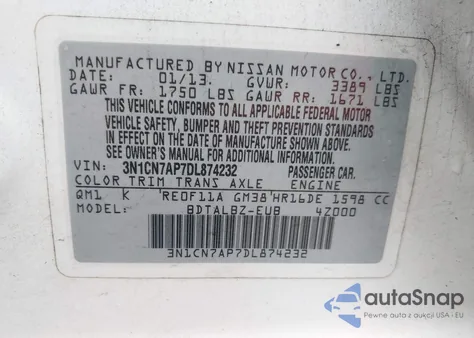 MANUFACTURED BY NISSAN MOTOR CO., LTD.
DATE: 01/13. GVWR: 3389 LBS
GAWR FR: 1750 LBS GAWR RR: 1671 LBS
THIS VEHICLE CONFORMS TO ALL APPLICABLE FEDERAL MOTOR
VEHICLE SAFETY, BUMPER AND THEFT PREVENTION STANDARDS
IN EFFECT ON THE DATE OF MANUFACTURE SHOWN ABOVE.
SEE OWNER'S MANUAL FOR ADDITIONAL INFORMATION.
VIN: 3N1CN7AP7DL874232 PASSENGER CAR.
COLOR TRIM TRANS AXLE ENGINE
QM1 K RE0F11A GM38 HR16DE 1598 CC
MODEL: BDTALBZ-EUB 4Z000
3N1CN7AP7DL874232
autoSnap
Pewne auta z aukcji USA - EU